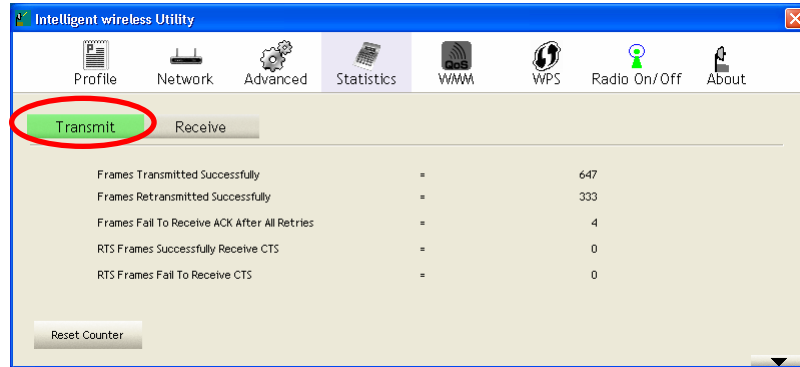 Intelligent wireless Utility
Profile Network Advanced Statistics QoS WMM WPS Radio On/Off About
Transmit Receive
Frames Transmitted Successfully = 647
Frames Retransmitted Successfully = 333
Frames Fail To Receive ACK After All Retries = 4
RTS Frames Successfully Receive CTS = 0
RTS Frames Fail To Receive CTS = 0
Reset Counter